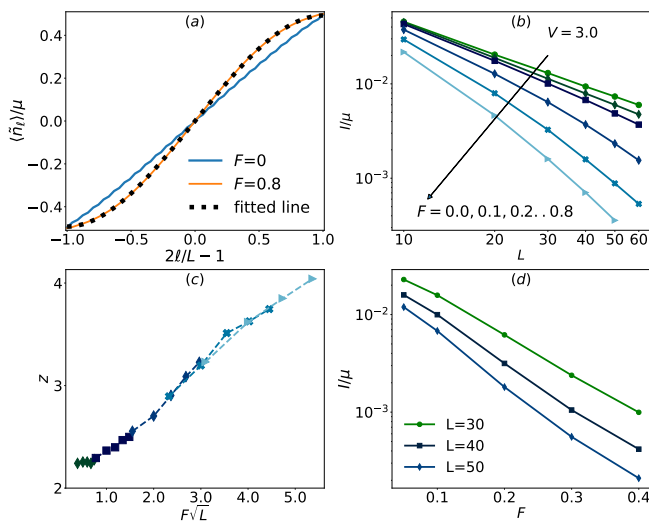 (a)
⟨ñ_ℓ⟩/μ
0.4
0.2
0.0
−0.2
−0.4
F=0
F=0.8
fitted line
−1.0 −0.5 0.0 0.5 1.0
2ℓ/L − 1
(b)
I/μ
10⁻²
10⁻³
V = 3.0
F = 0.0, 0.1, 0.2 . . 0.8
10 20 30 40 50 60
L
(c)
z
4
3
2
1.0 2.0 3.0 4.0 5.0
F√L
(d)
I/μ
10⁻²
10⁻³
L=30
L=40
L=50
0.1 0.2 0.3 0.4
F